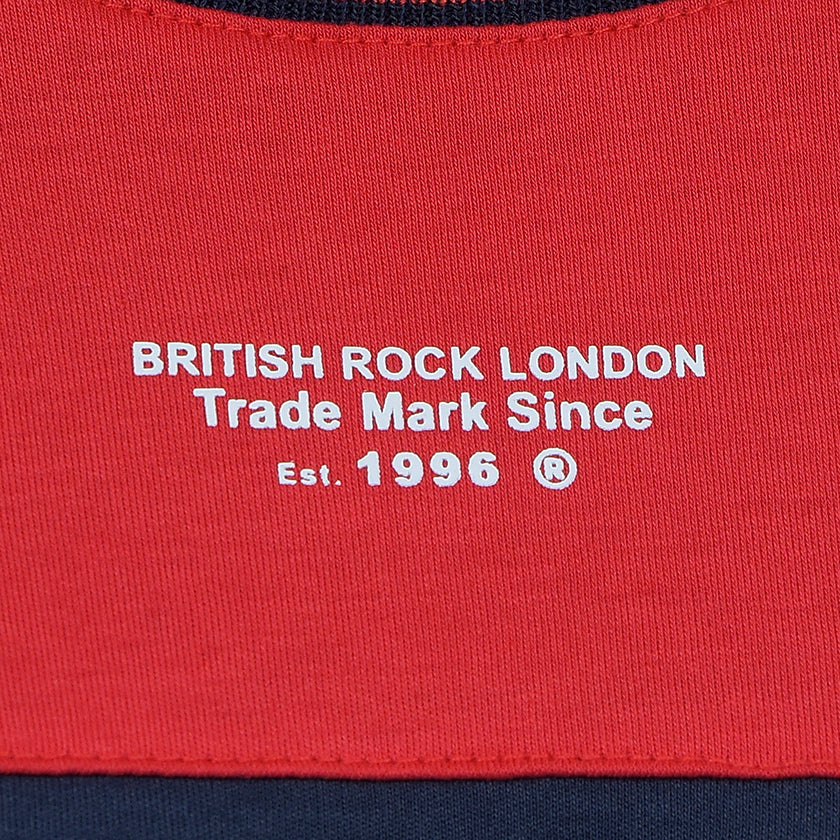 BRITISH ROCK LONDON
Trade Mark Since
Est. 1996 ®